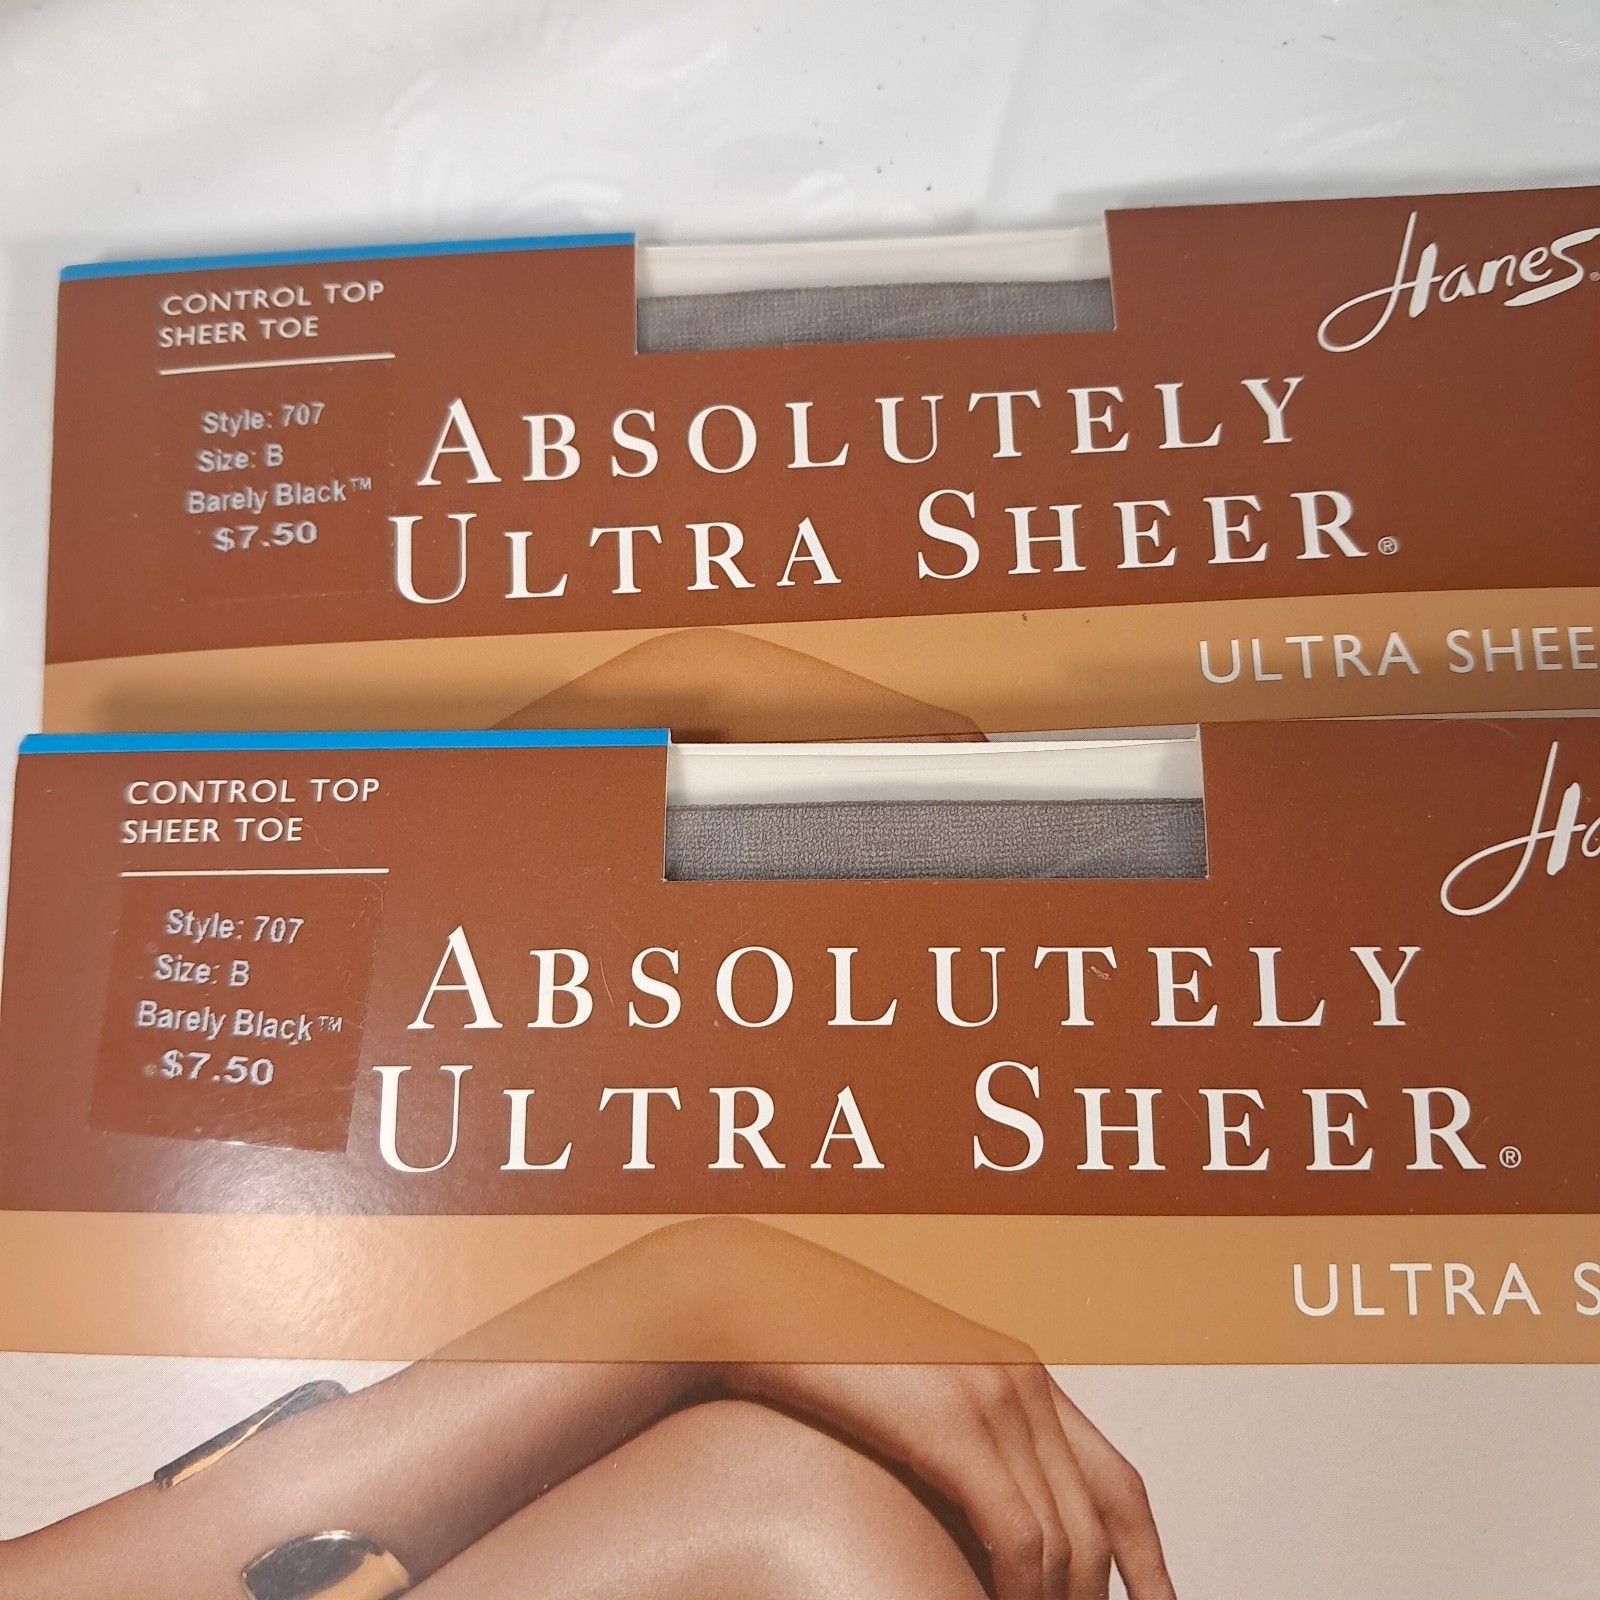 Hanes®
CONTROL TOP
SHEER TOE
Style: 707
Size: B
Barely Black™
$7.50
ABSOLUTELY
ULTRA SHEER®
ULTRA SHEE
Ha
CONTROL TOP
SHEER TOE
Style: 707
Size: B
Barely Black™
$7.50
ABSOLUTELY
ULTRA SHEER®
ULTRA S